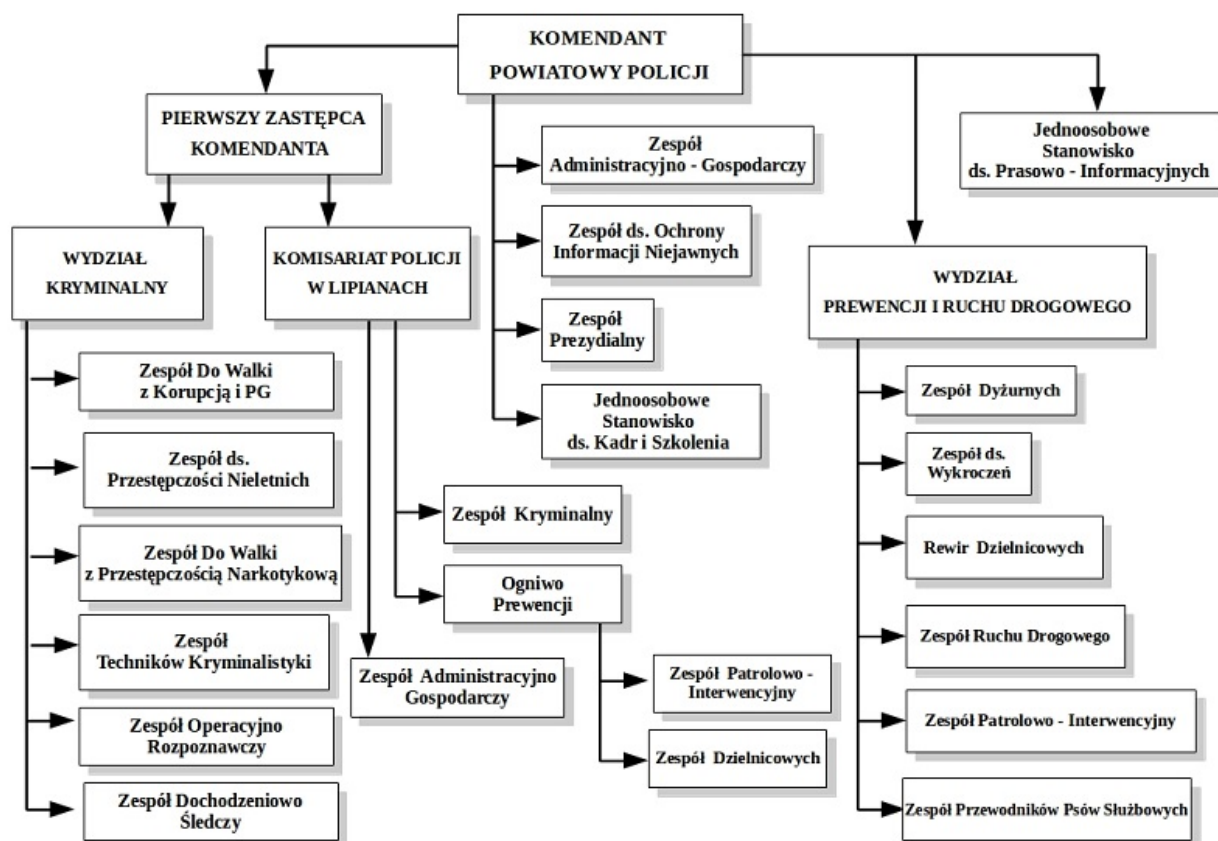 KOMENDANT
POWIATOWY POLICJI
PIERWSZY ZASTĘPCA
KOMENDANTA
Jednoosobowe
Stanowisko
ds. Prasowo - Informacyjnych
Zespół
Administracyjno - Gospodarczy
Zespół ds. Ochrony
Informacji Niejawnych
Zespół
Prezydialny
Jednoosobowe
Stanowisko
ds. Kadr i Szkolenia
WYDZIAŁ
KRYMINALNY
Zespół Do Walki
z Korupcją i PG
Zespół ds.
Przestępczości Nieletnich
Zespół Do Walki
z Przestępczością Narkotykową
Zespół
Techników Kryminalistyki
Zespół Operacyjno
Rozpoznawczy
Zespół Dochodzeniowo
Śledczy
KOMISARIAT POLICJI
W LIPIANACH
Zespół Kryminalny
Ogniwo
Prewencji
Zespół Administracyjno
Gospodarczy
Zespół Patrolowo -
Interwencyjny
Zespół Dzielnicowych
WYDZIAŁ
PREWENCJI I RUCHU DROGOWEGO
Zespół Dyżurnych
Zespół ds.
Wykroczeń
Rewir Dzielnicowych
Zespół Ruchu Drogowego
Zespół Patrolowo - Interwencyjny
Zespół Przewodników Psów Służbowych